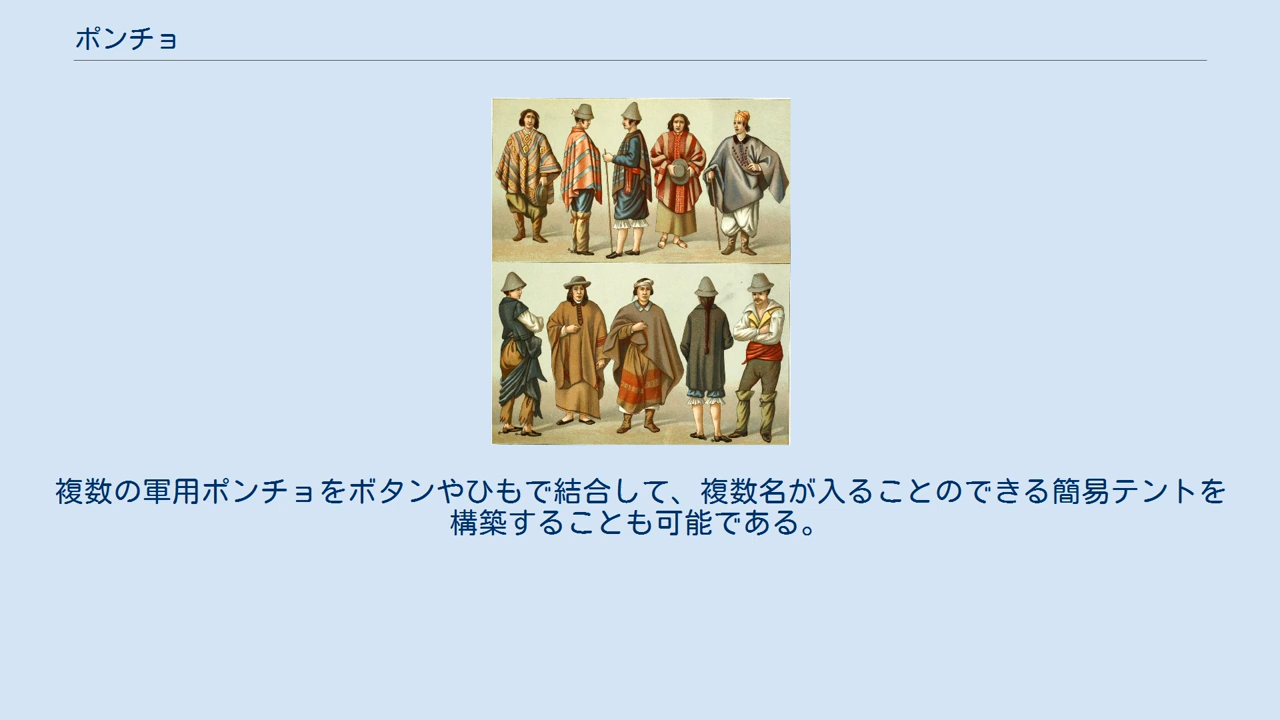 ポンチョ
複数の軍用ポンチョをボタンやひもで結合して、複数名が入ることのできる簡易テントを
構築することも可能である。